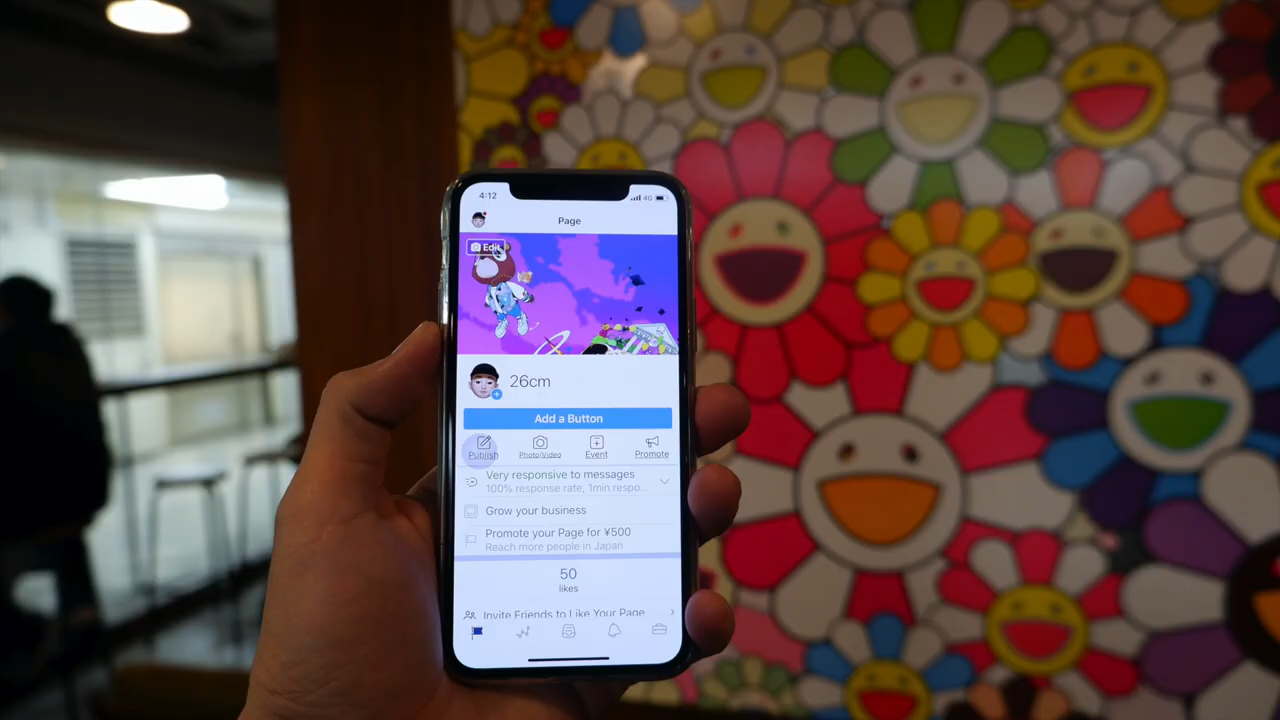 4:12
4G
Page
Edit
26cm
Add a Button
Publish
Photo/Video
Event
Promote
Very responsive to messages
100% response rate, 1min respo...
Grow your business
Promote your Page for ¥500
Reach more people in Japan
50
likes
Invite Friends to Like Your Page